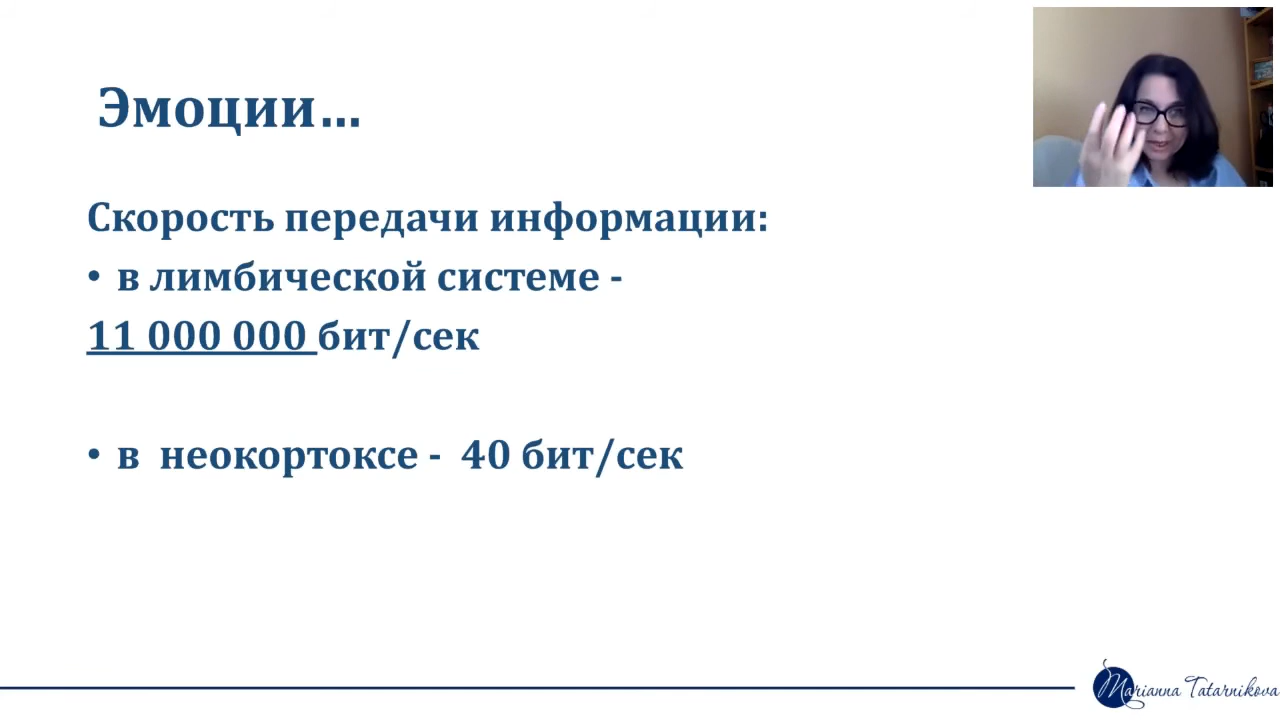 Эмоции...
Скорость передачи информации:
• в лимбической системе -
11 000 000 бит/сек
• в неокортоксе - 40 бит/сек
Marianna Tatarnikova